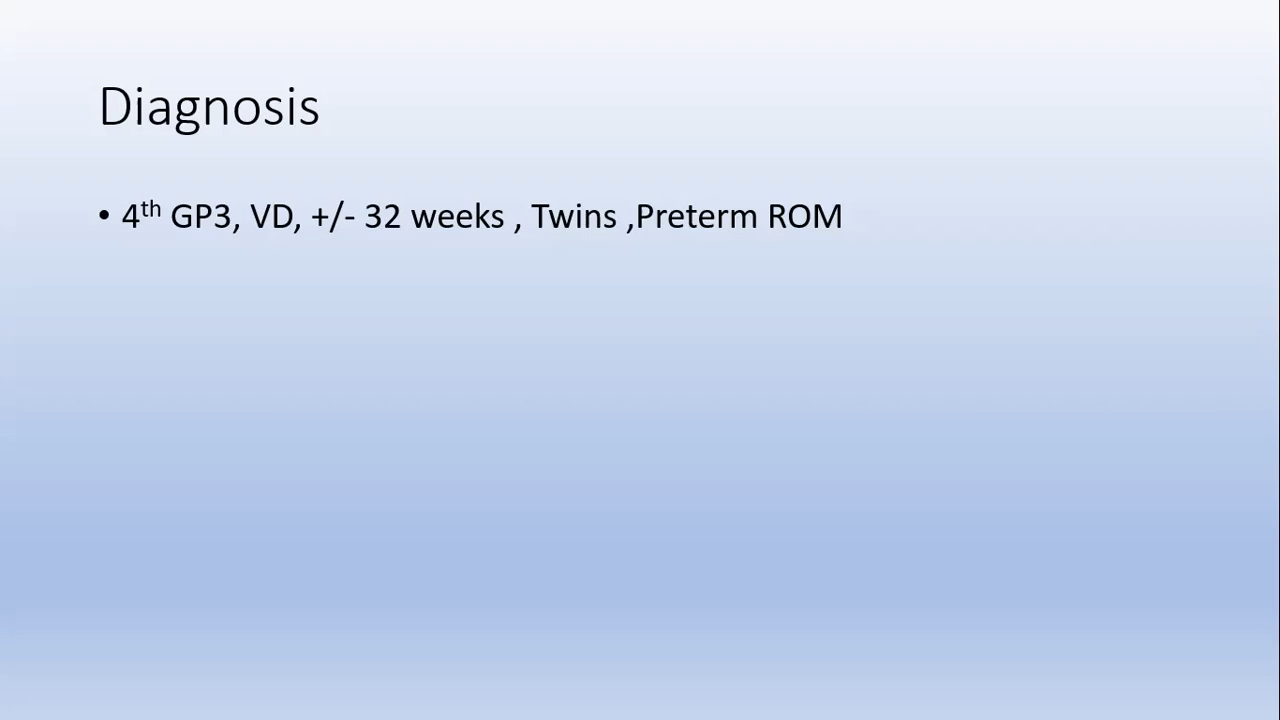 Diagnosis
• 4th GP3, VD, +/- 32 weeks , Twins ,Preterm ROM